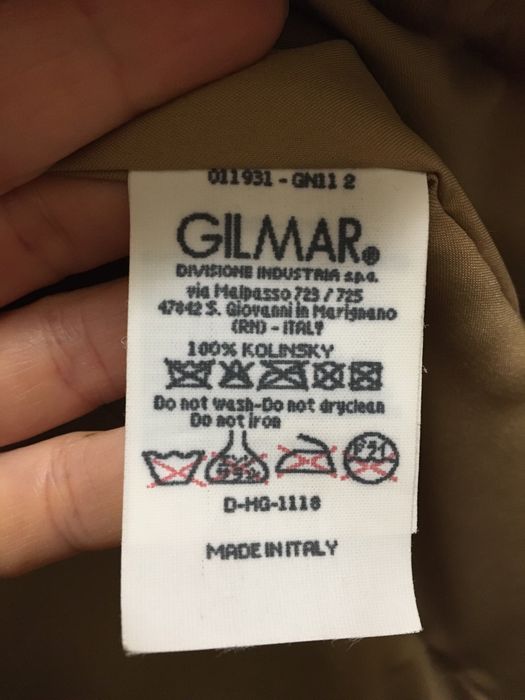 011931 - GN11 2
GILMAR®
DIVISIONE INDUSTRIA s.p.a.
via Malpasso 723 / 725
47842 S. Giovanni in Marignano
(RN) - ITALY
100% KOLINSKY
Do not wash-Do not dryclean
Do not iron
D-HG-1118
MADE IN ITALY